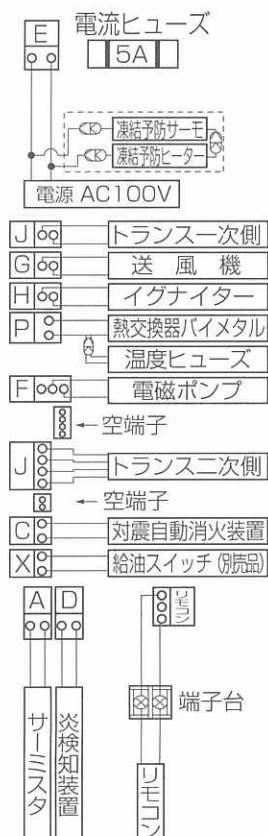 電流ヒューズ
E
5A
CK 凍結予防サーモ
CK 凍結予防ヒーター
電源 AC100V
J トランス一次側
G 送風機
H イグナイター
P 熱交換器バイメタル
温度ヒューズ
F 電磁ポンプ
空端子
J トランス二次側
空端子
C 対震自動消火装置
X 給油スイッチ(別売品)
A D リモコン
端子台
サーミスタ
炎検知装置
リモコン